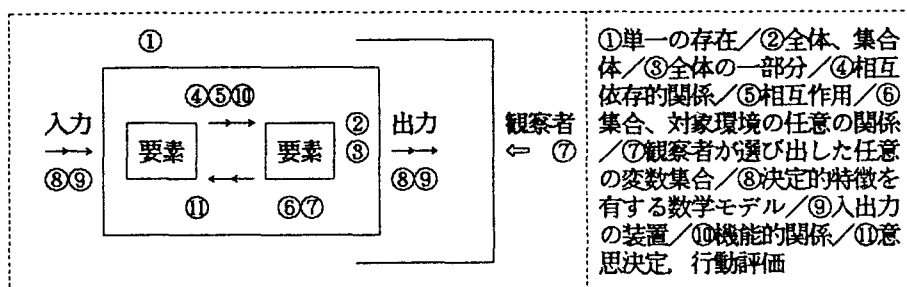 ①
④⑤⑩
入力
要素
要素
②
③
出力
観察者
⑧⑨
⑧⑨
⇦ ⑦
⑪
⑥⑦
①単一の存在／②全体、集合
体／③全体の一部分／④相互
依存的関係／⑤相互作用／⑥
集合、対象環境の任意の関係
／⑦観察者が選び出した任意
の変数集合／⑧決定的特徴を
有する数学モデル／⑨入出力
の装置／⑩機能的関係／⑪意
思決定，行動評価